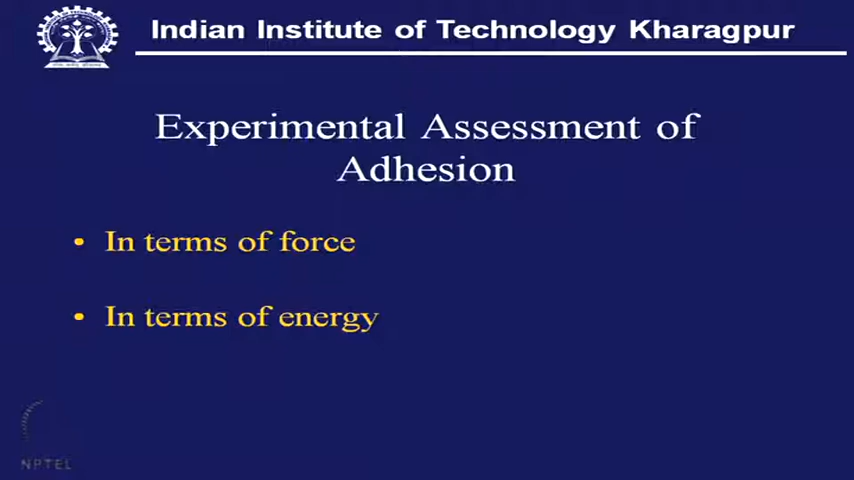 Indian Institute of Technology Kharagpur
Experimental Assessment of
Adhesion
• In terms of force
• In terms of energy
NPTEL